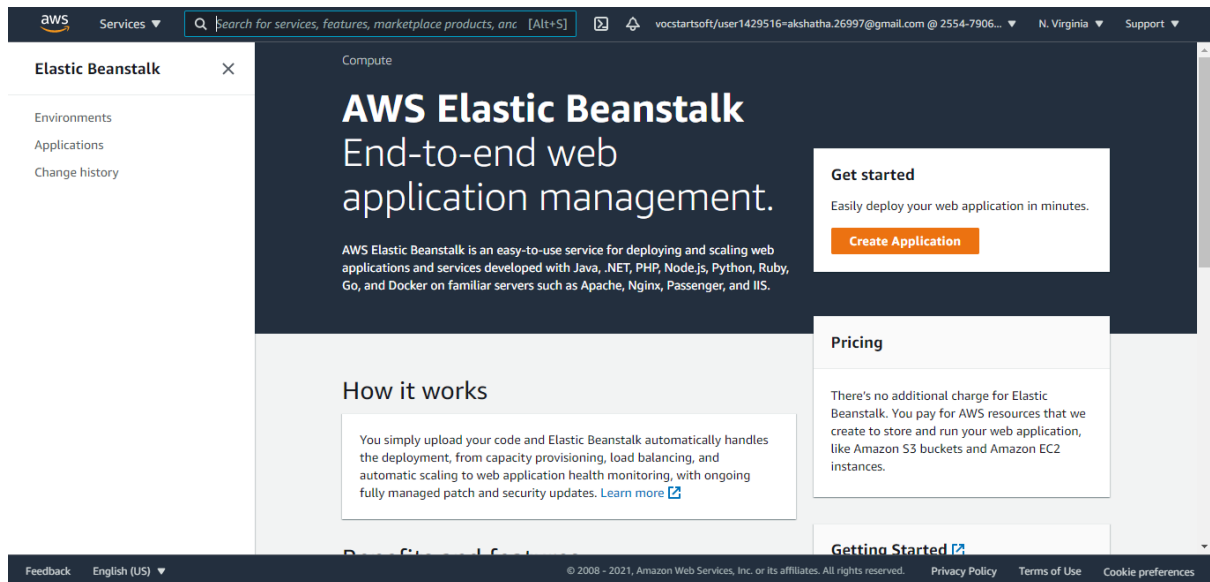 aws Services ▼ Search for services, features, marketplace products, anc [Alt+S] vocstartsoft/user1429516=akshatha.26997@gmail.com @ 2554-7906... ▼ N. Virginia ▼ Support ▼
Elastic Beanstalk
Environments
Applications
Change history
Compute
AWS Elastic Beanstalk
End-to-end web
application management.
AWS Elastic Beanstalk is an easy-to-use service for deploying and scaling web
applications and services developed with Java, .NET, PHP, Node.js, Python, Ruby,
Go, and Docker on familiar servers such as Apache, Nginx, Passenger, and IIS.
Get started
Easily deploy your web application in minutes.
Create Application
Pricing
There's no additional charge for Elastic
Beanstalk. You pay for AWS resources that we
create to store and run your web application,
like Amazon S3 buckets and Amazon EC2
instances.
How it works
You simply upload your code and Elastic Beanstalk automatically handles
the deployment, from capacity provisioning, load balancing, and
automatic scaling to web application health monitoring, with ongoing
fully managed patch and security updates. Learn more
Benefits and features
Getting Started
Feedback English (US) ▼ © 2008 - 2021, Amazon Web Services, Inc. or its affiliates. All rights reserved. Privacy Policy Terms of Use Cookie preferences